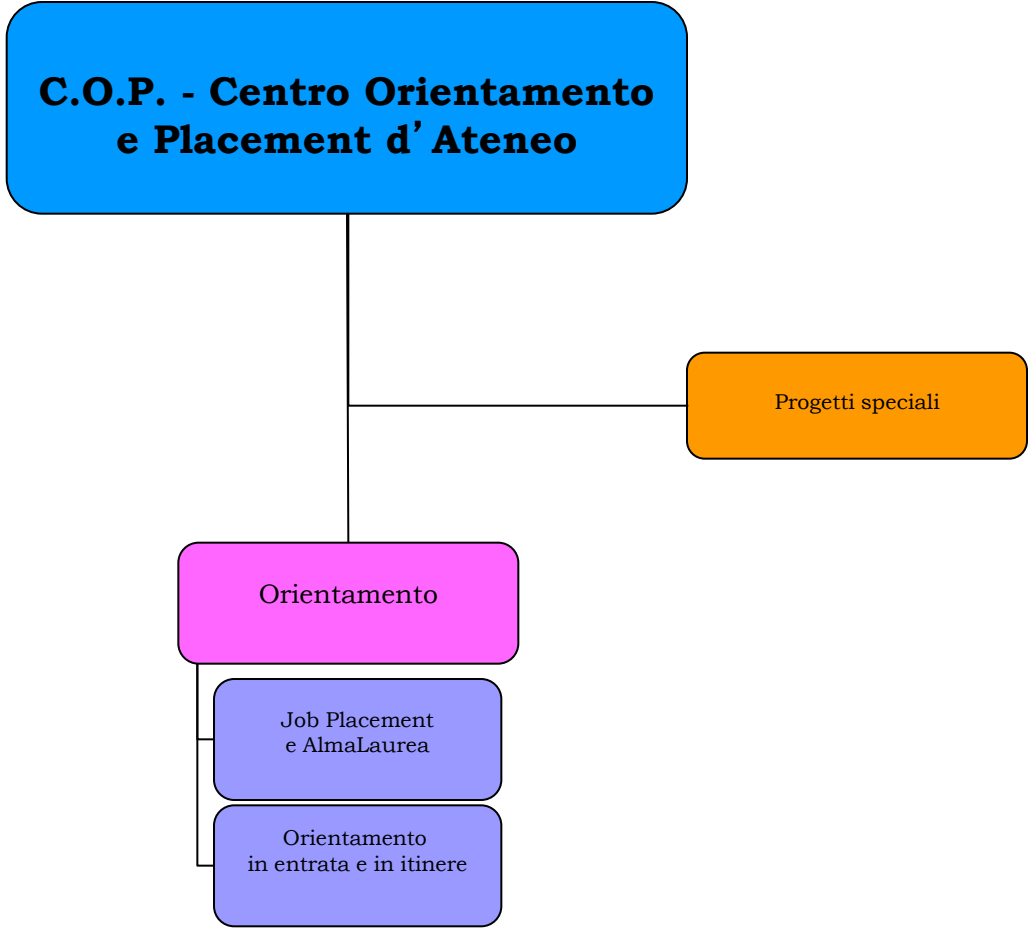 C.O.P. - Centro Orientamento
e Placement d’Ateneo
Progetti speciali
Orientamento
Job Placement
e AlmaLaurea
Orientamento
in entrata e in itinere